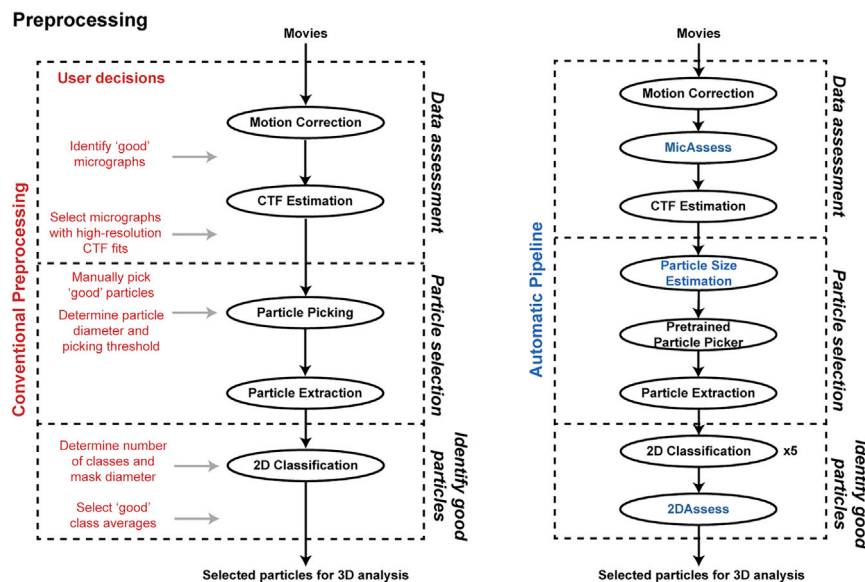 Preprocessing
Movies
User decisions
Motion Correction
Identify ‘good’
micrographs
CTF Estimation
Select micrographs
with high-resolution
CTF fits
Data assessment
Conventional Preprocessing
Manually pick
‘good’ particles
Determine particle
diameter and
picking threshold
Particle Picking
Particle Extraction
Particle selection
Determine number
of classes and
mask diameter
2D Classification
Select ‘good’
class averages
Identify good
particles
Selected particles for 3D analysis
Movies
Motion Correction
MicAssess
CTF Estimation
Data assessment
Automatic Pipeline
Particle Size
Estimation
Pretrained
Particle Picker
Particle Extraction
Particle selection
2D Classification
x5
2DAssess
Identify good
particles
Selected particles for 3D analysis